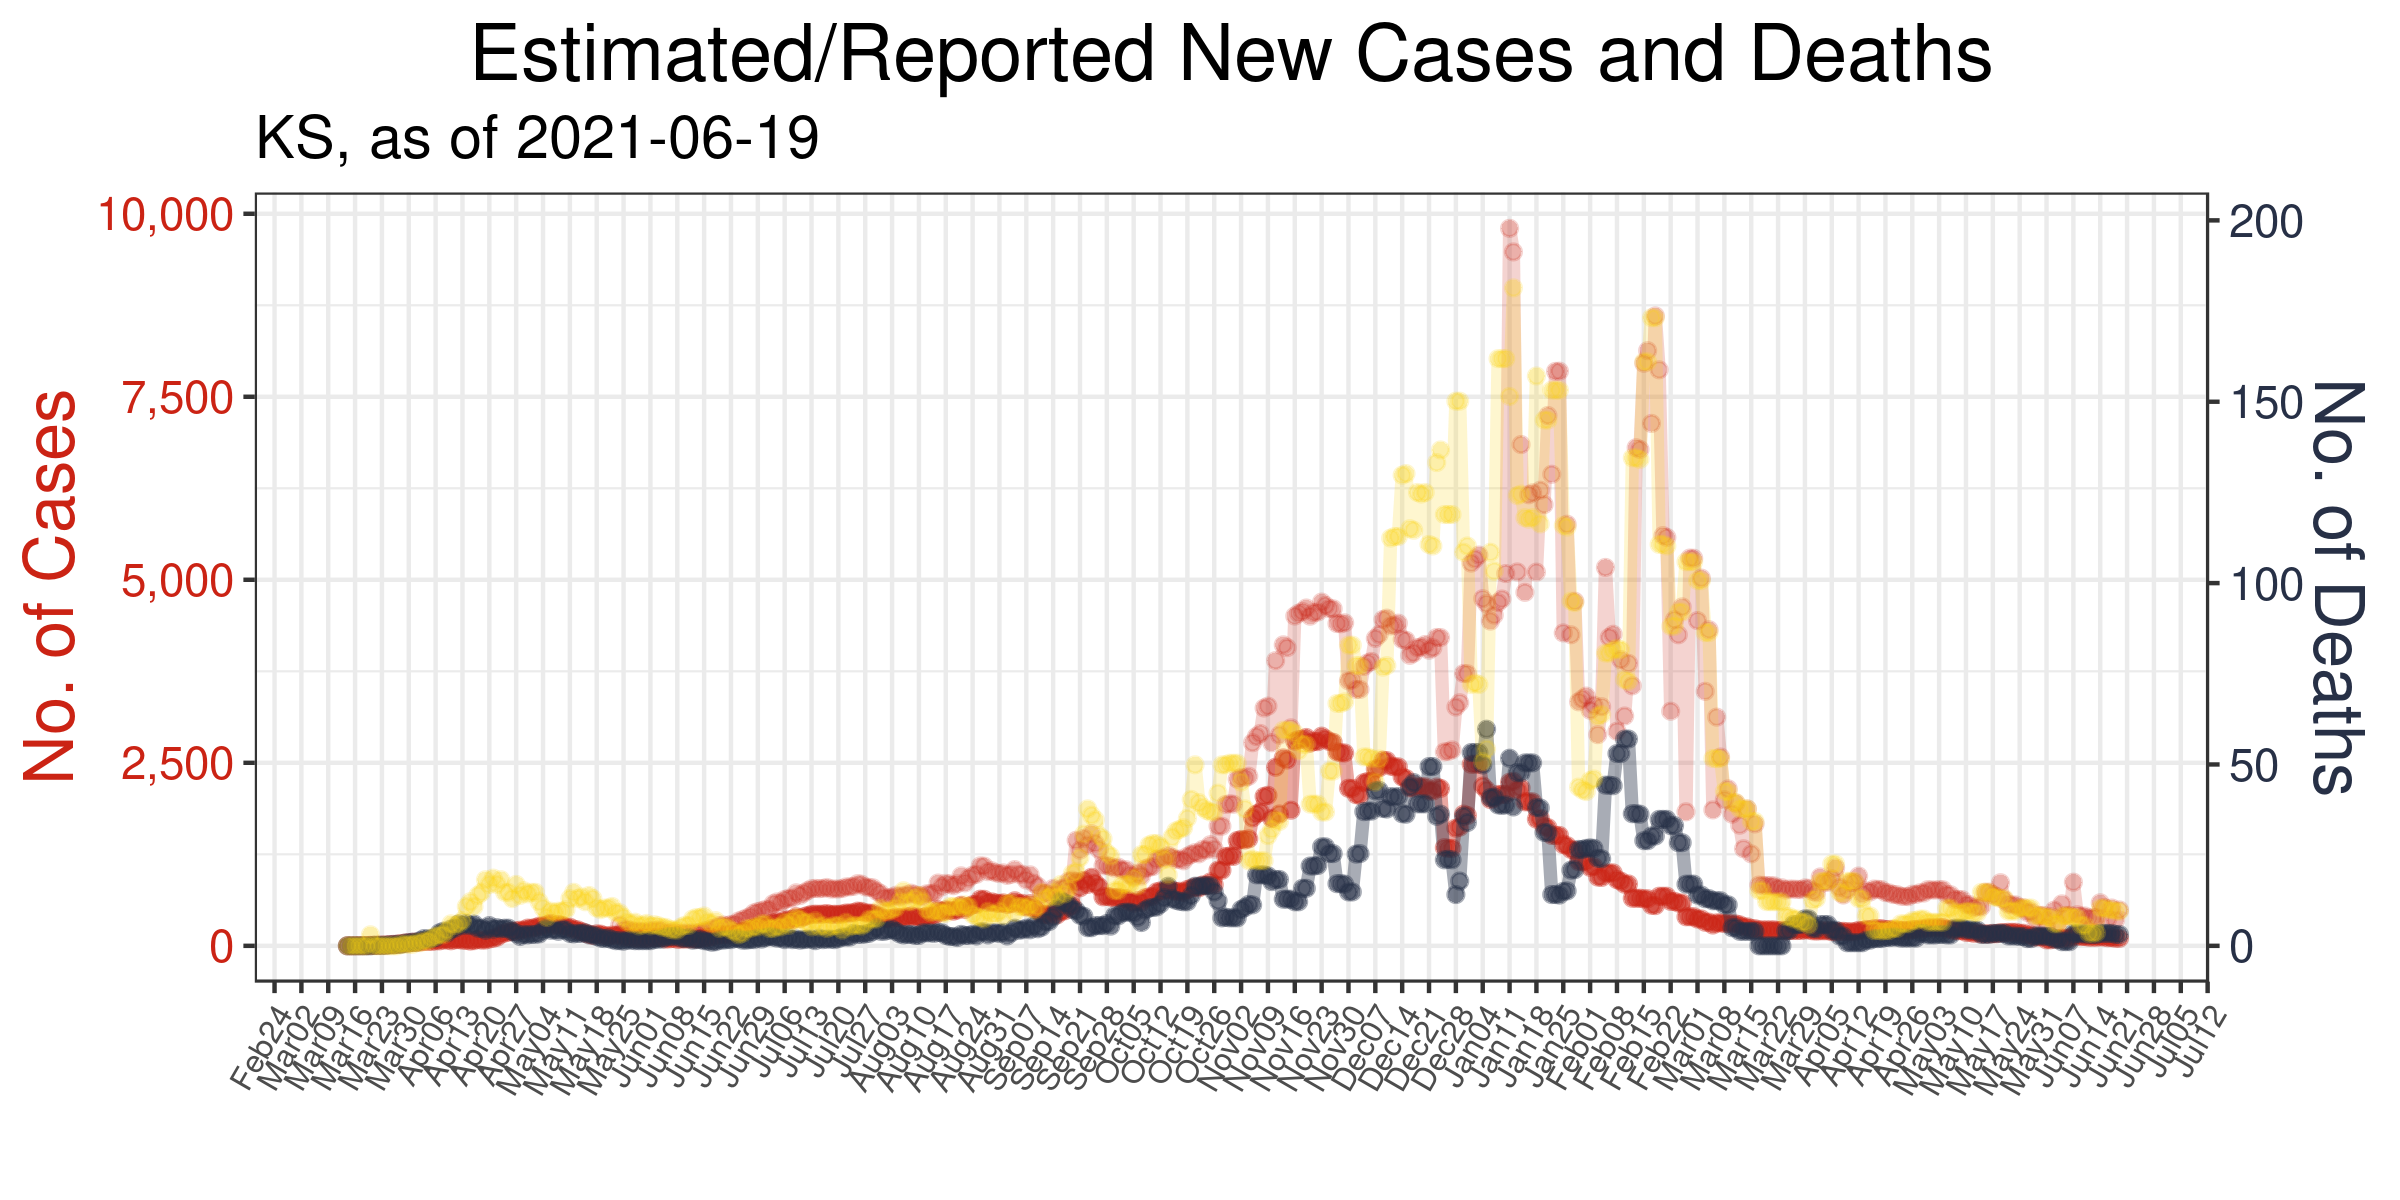 Estimated/Reported New Cases and Deaths
KS, as of 2021-06-19
No. of Cases
10,000
7,500
5,000
2,500
0
200
150
100
50
0
No. of Deaths
Feb24
Mar02
Mar09
Mar16
Mar23
Mar30
Apr06
Apr13
Apr20
Apr27
May04
May11
May18
May25
Jun01
Jun08
Jun15
Jun22
Jun29
Jul06
Jul13
Jul20
Jul27
Aug03
Aug10
Aug17
Aug24
Aug31
Sep07
Sep14
Sep21
Sep28
Oct05
Oct12
Oct19
Oct26
Nov02
Nov09
Nov16
Nov23
Nov30
Dec07
Dec14
Dec21
Dec28
Jan04
Jan11
Jan18
Jan25
Feb01
Feb08
Feb15
Feb22
Mar01
Mar08
Mar15
Mar22
Mar29
Apr05
Apr12
Apr19
Apr26
May03
May10
May17
May24
May31
Jun07
Jun14
Jun21
Jun28
Jul05
Jul12